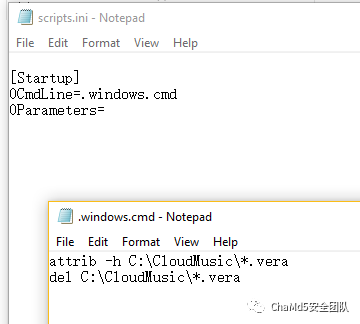 scripts.ini - Notepad
File Edit Format View Help
[Startup]
0CmdLine=.windows.cmd
0Parameters=
.windows.cmd - Notepad
File Edit Format View Help
attrib -h C:\CloudMusic\*.vera
del C:\CloudMusic\*.vera
ChaMd5安全团队